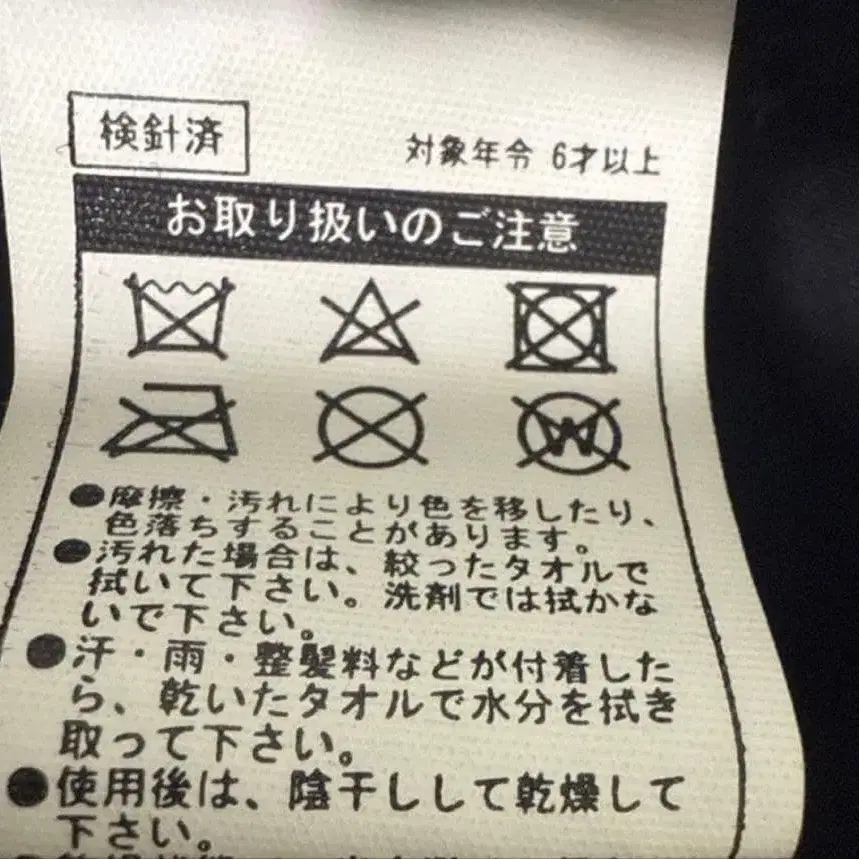 検針済
対象年令 6才以上
お取り扱いのご注意
W
●摩擦・汚れにより色を移したり、
色落ちすることがあります。
●汚れた場合は、絞ったタオルで
拭いて下さい。洗剤では拭かな
いで下さい。
●汗・雨・整髪料などが付着した
ら、乾いたタオルで水分を拭き
取って下さい。
●使用後は、陰干しして乾燥して
下さい。